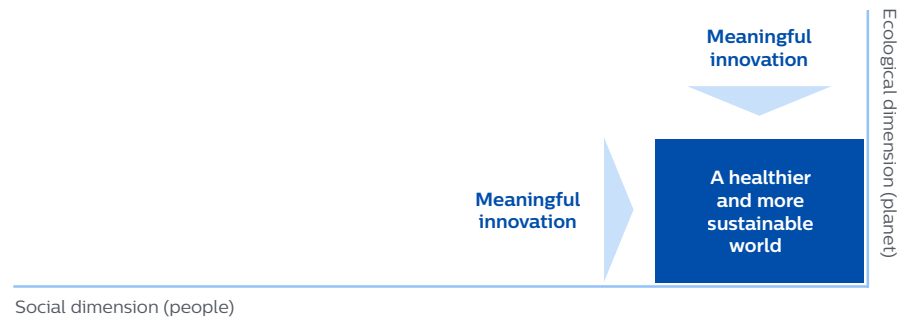 Meaningful
innovation
Ecological dimension (planet)
Meaningful
innovation
A healthier
and more
sustainable
world
Social dimension (people)